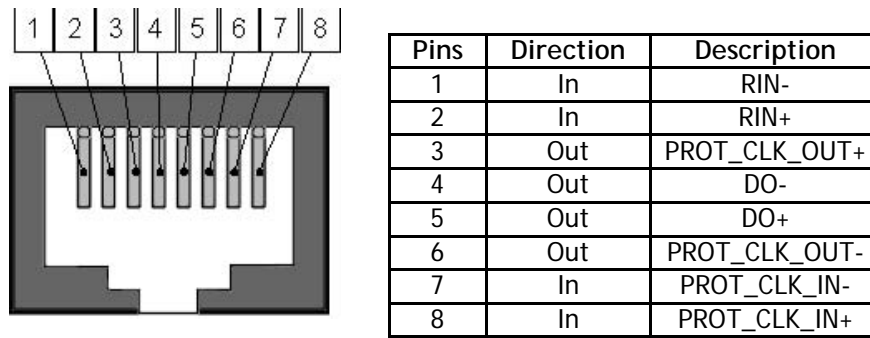 1 2 3 4 5 6 7 8
Pins Direction Description
1 In RIN-
2 In RIN+
3 Out PROT_CLK_OUT+
4 Out DO-
5 Out DO+
6 Out PROT_CLK_OUT-
7 In PROT_CLK_IN-
8 In PROT_CLK_IN+